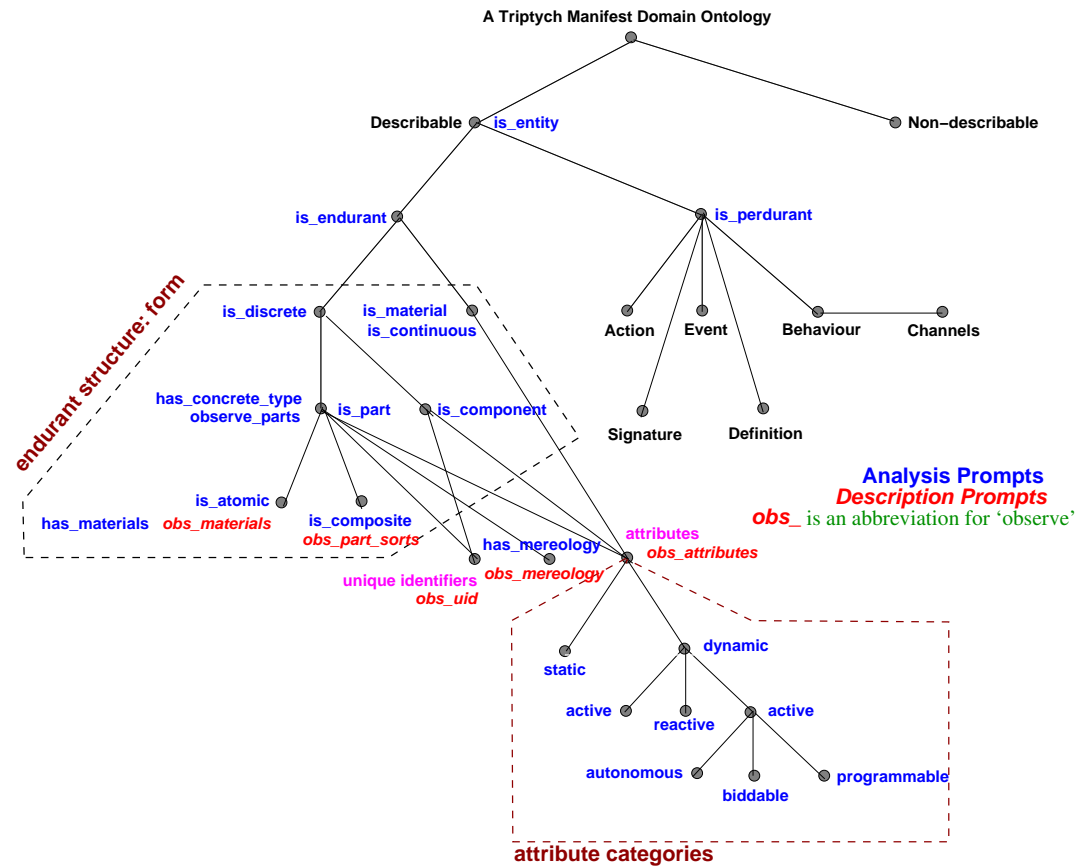 A Triptych Manifest Domain Ontology
Describable
is_entity
Non−describable
is_endurant
is_perdurant
endurant structure: form
is_discrete
is_material
is_continuous
Action
Event
Behaviour
Channels
has_concrete_type
observe_parts
is_part
is_component
Signature
Definition
Analysis Prompts
Description Prompts
obs_ is an abbreviation for ‘observe’
is_atomic
has_materials
obs_materials
is_composite
obs_part_sorts
has_mereology
obs_mereology
attributes
obs_attributes
unique identifiers
obs_uid
static
dynamic
active
reactive
active
autonomous
biddable
programmable
attribute categories